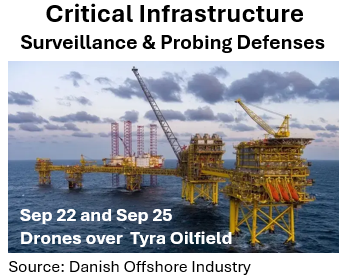 Critical Infrastructure
Surveillance & Probing Defenses
Sep 22 and Sep 25
Drones over Tyra Oilfield
Source: Danish Offshore Industry